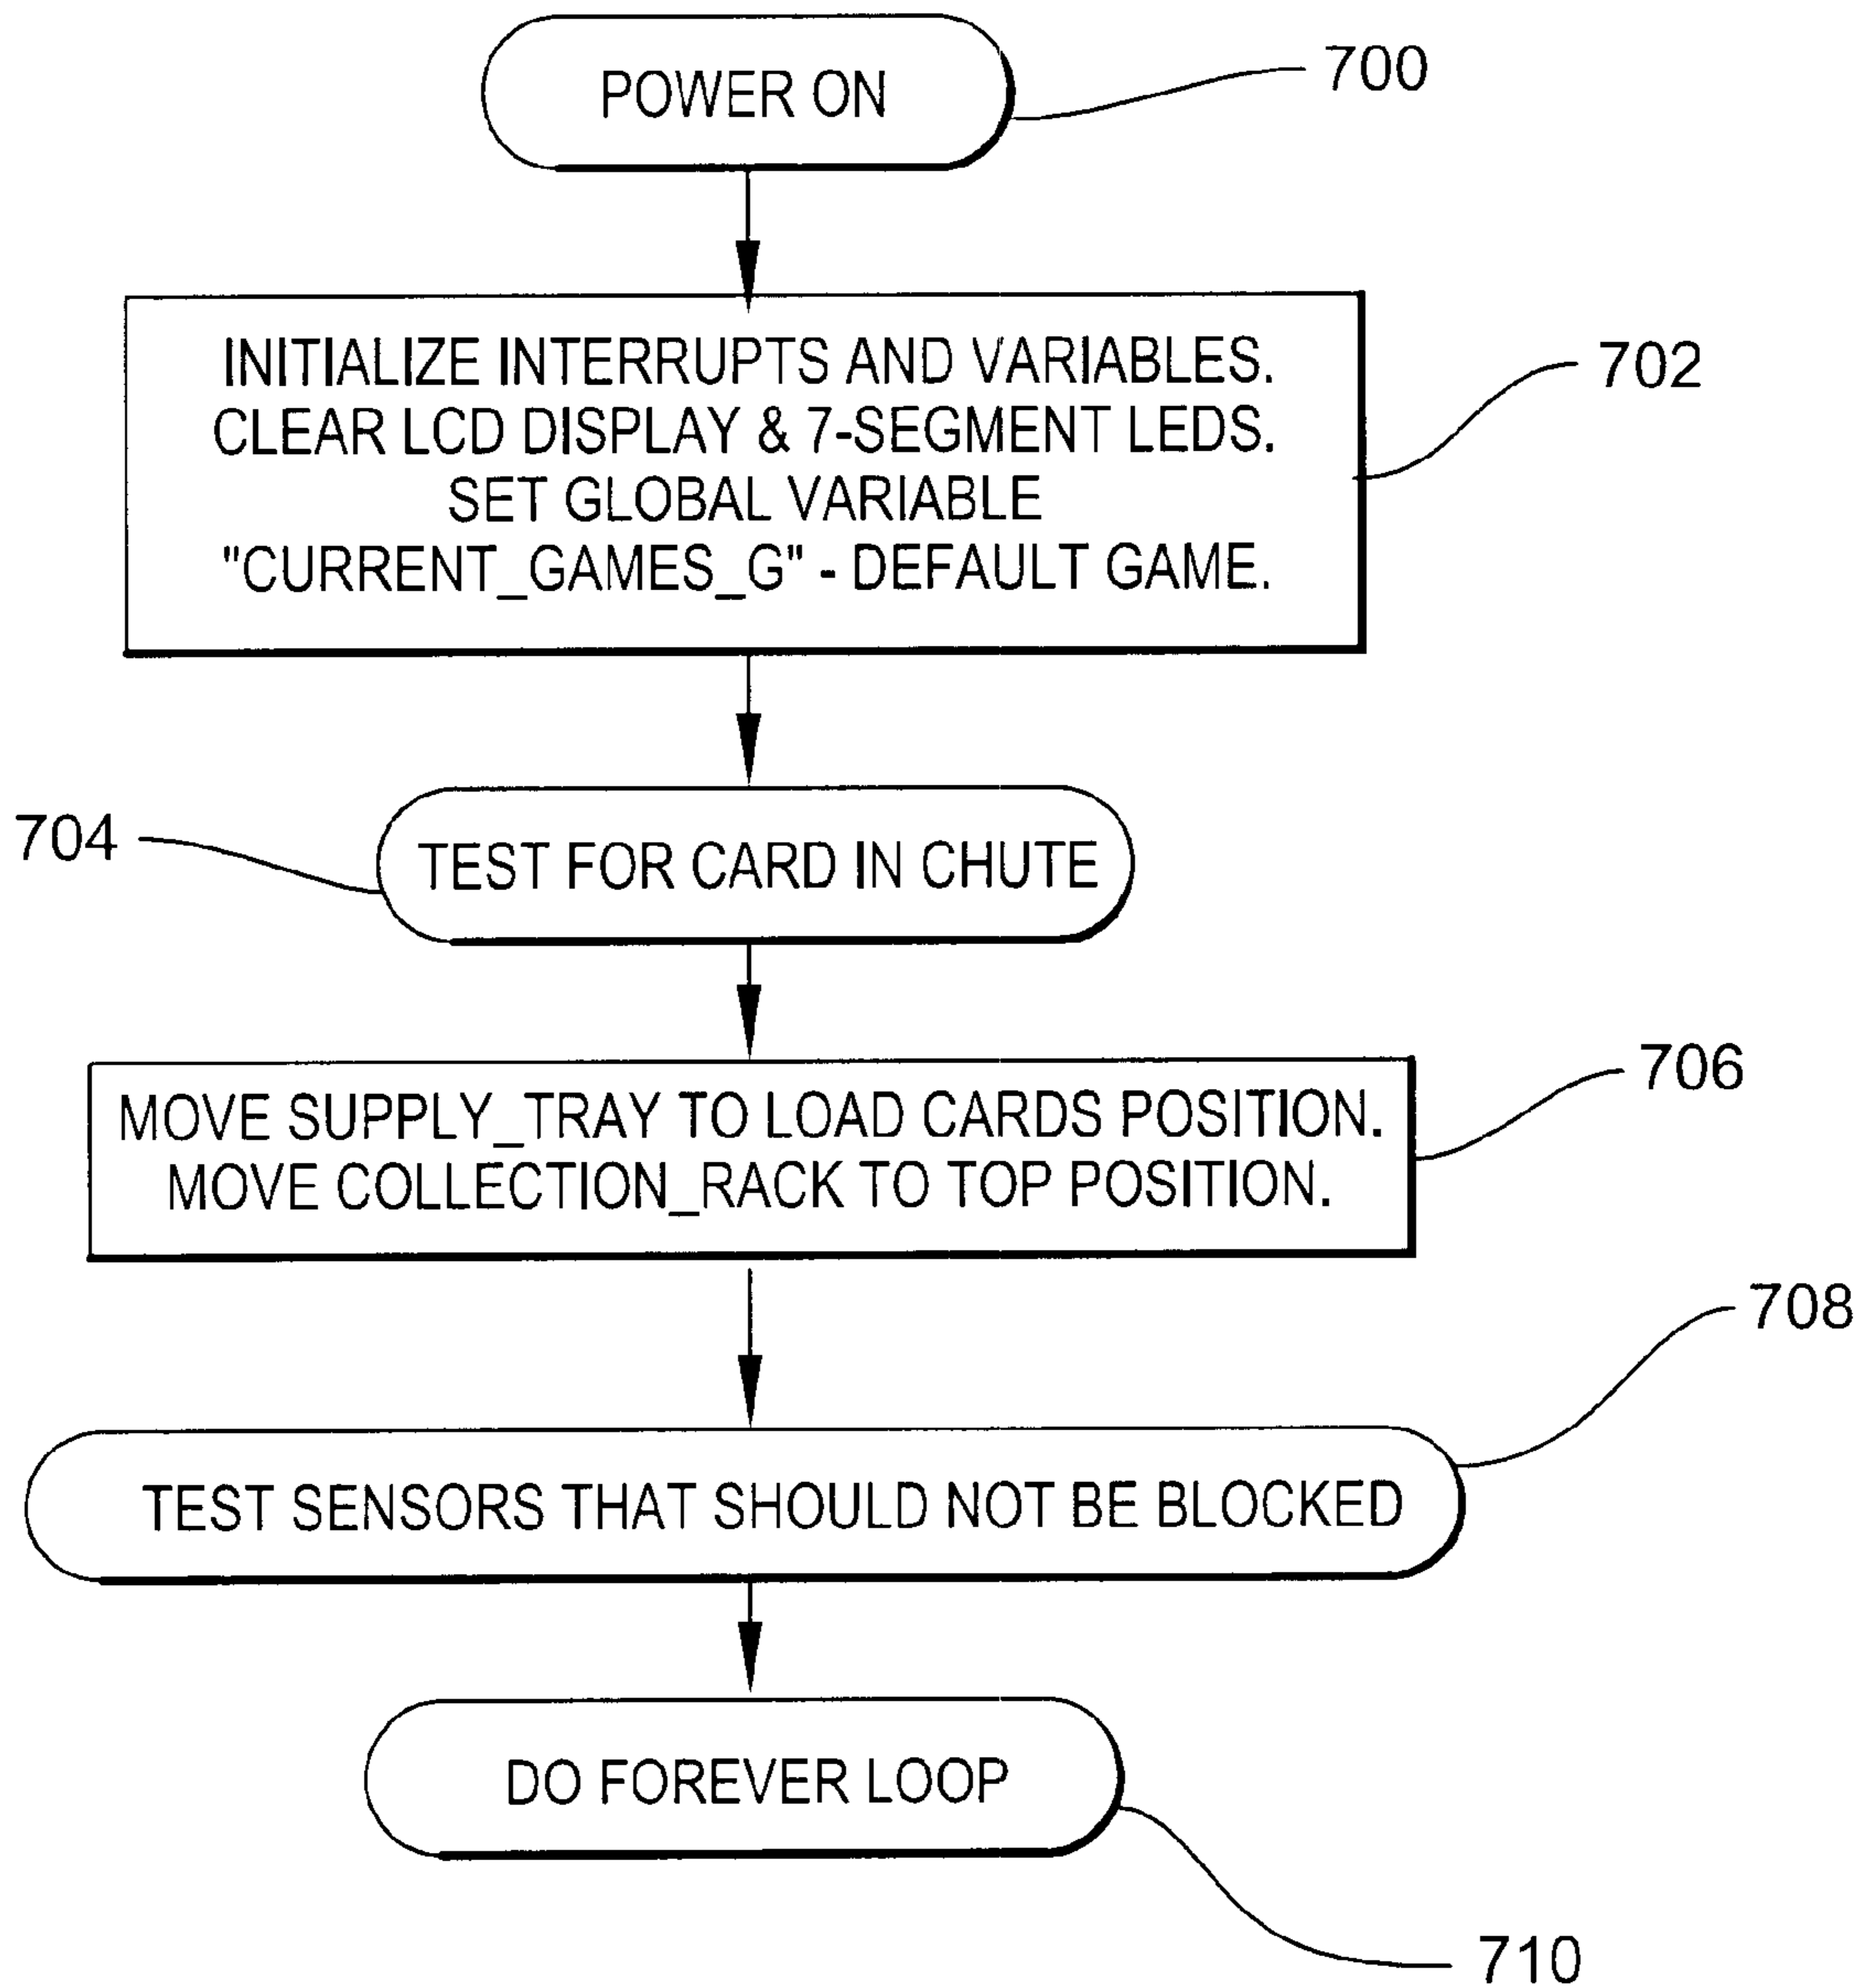 POWER ON
700
INITIALIZE INTERRUPTS AND VARIABLES.
CLEAR LCD DISPLAY & 7-SEGMENT LEDS.
SET GLOBAL VARIABLE
"CURRENT_GAMES_G" - DEFAULT GAME.
702
704
TEST FOR CARD IN CHUTE
MOVE SUPPLY_TRAY TO LOAD CARDS POSITION.
MOVE COLLECTION_RACK TO TOP POSITION.
706
708
TEST SENSORS THAT SHOULD NOT BE BLOCKED
DO FOREVER LOOP
710